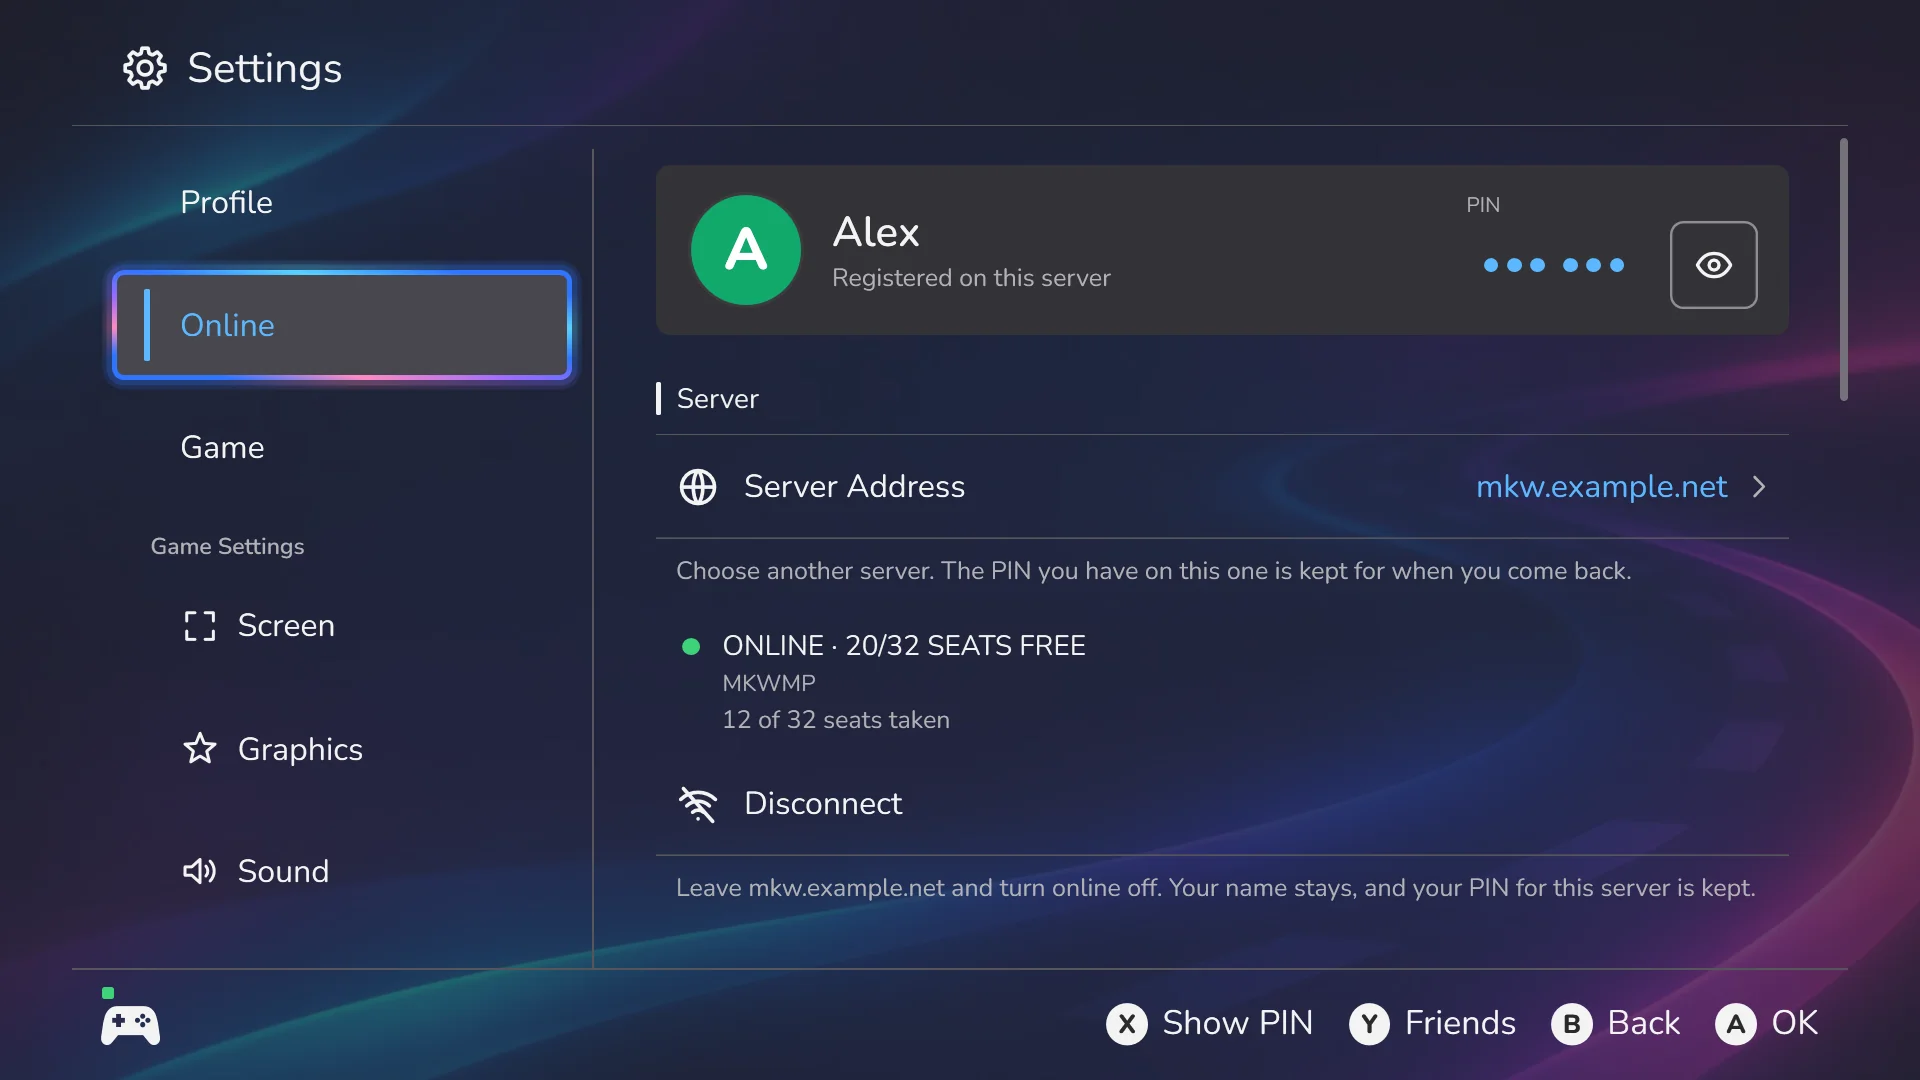 Settings
Profile
Online
Game
Game Settings
Screen
Graphics
Sound
A
Alex
Registered on this server
PIN
Server
Server Address
mkw.example.net
Choose another server. The PIN you have on this one is kept for when you come back.
ONLINE · 20/32 SEATS FREE
MKWMP
12 of 32 seats taken
Disconnect
Leave mkw.example.net and turn online off. Your name stays, and your PIN for this server is kept.
X Show PIN
Y Friends
B Back
A OK